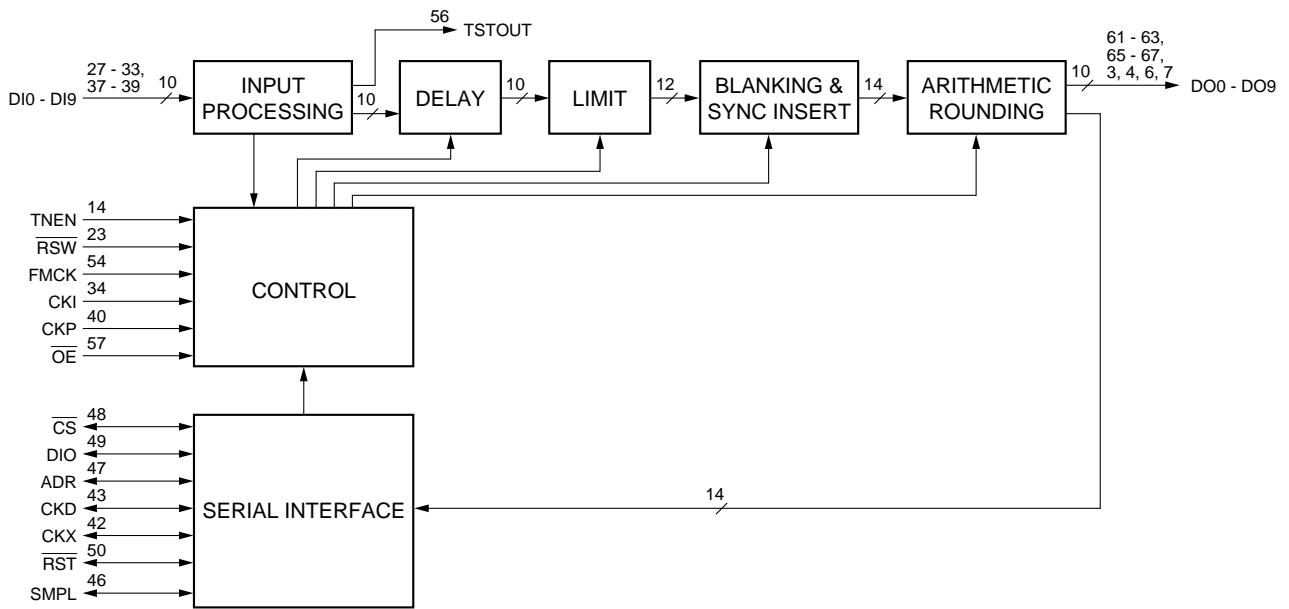 56
TSTOUT
27 - 33,
37 - 39
10
DI0 - DI9
INPUT
PROCESSING
10
DELAY
10
LIMIT
12
BLANKING &
SYNC INSERT
14
ARITHMETIC
ROUNDING
61 - 63,
65 - 67,
3, 4, 6, 7
10
DO0 - DO9
TNEN 14
RSW 23
FMCK 54
CKI 34
CKP 40
OE 57
CONTROL
CS 48
DIO 49
ADR 47
CKD 43
CKX 42
RST 50
SMPL 46
SERIAL INTERFACE
14